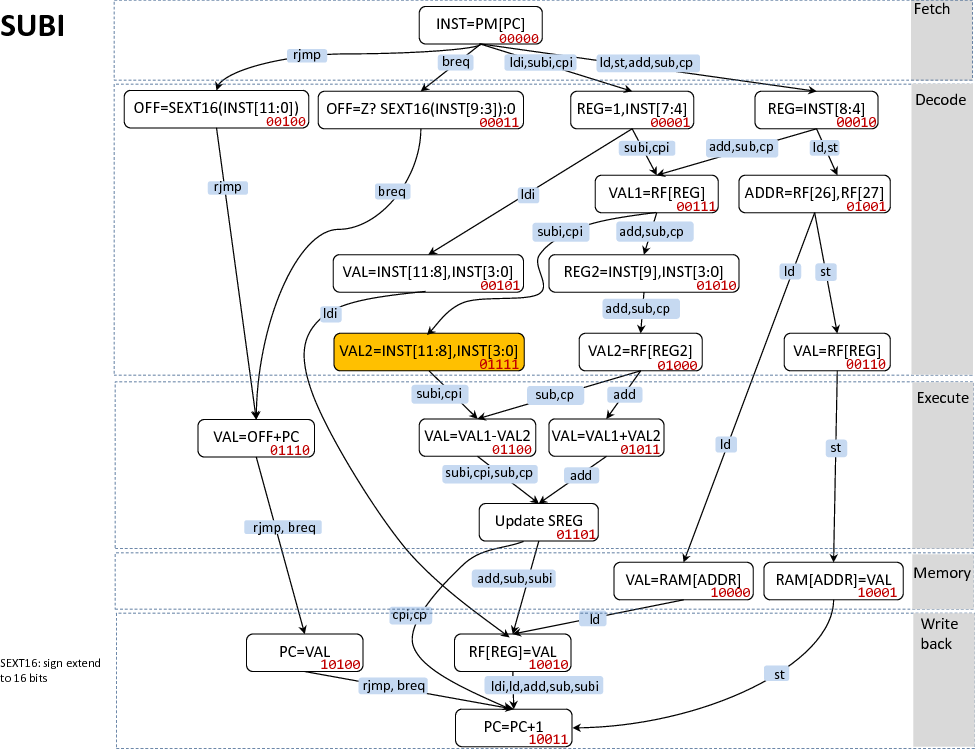 SUBI
Fetch
INST=PM[PC]
00000
rjmp
breq
ldi,subi,cpi
ld,st,add,sub,cp
Decode
OFF=SEXT16(INST[11:0])
00100
OFF=Z? SEXT16(INST[9:3]):0
00011
REG=1,INST[7:4]
00001
REG=INST[8:4]
00010
subi,cpi
add,sub,cp
ld,st
rjmp
breq
ldi
VAL1=RF[REG]
00111
ADDR=RF[26],RF[27]
01001
subi,cpi
add,sub,cp
VAL=INST[11:8],INST[3:0]
00101
REG2=INST[9],INST[3:0]
01010
ld
st
ldi
add,sub,cp
VAL2=INST[11:8],INST[3:0]
01111
VAL2=RF[REG2]
01000
VAL=RF[REG]
00110
Execute
subi,cpi
sub,cp
add
VAL=OFF+PC
01110
VAL=VAL1-VAL2
01100
VAL=VAL1+VAL2
01011
ld
st
subi,cpi,sub,cp
add
Update SREG
01101
rjmp, breq
Memory
add,sub,subi
VAL=RAM[ADDR]
10000
RAM[ADDR]=VAL
10001
cpi,cp
ld
Write
back
PC=VAL
10100
RF[REG]=VAL
10010
SEXT16: sign extend
to 16 bits
rjmp, breq
ldi,ld,add,sub,subi
st
PC=PC+1
10011